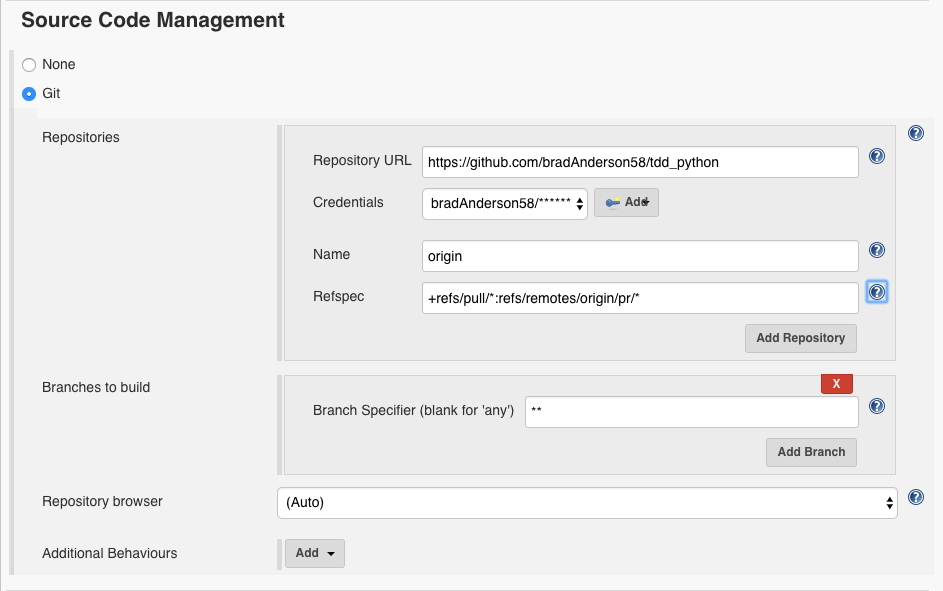 Source Code Management
None
Git
Repositories
Repository URL https://github.com/bradAnderson58/tdd_python
Credentials bradAnderson58/****** Add
Name origin
Refspec +refs/pull/*:refs/remotes/origin/pr/*
Add Repository
Branches to build
X
Branch Specifier (blank for 'any') **
Add Branch
Repository browser (Auto)
Additional Behaviours Add